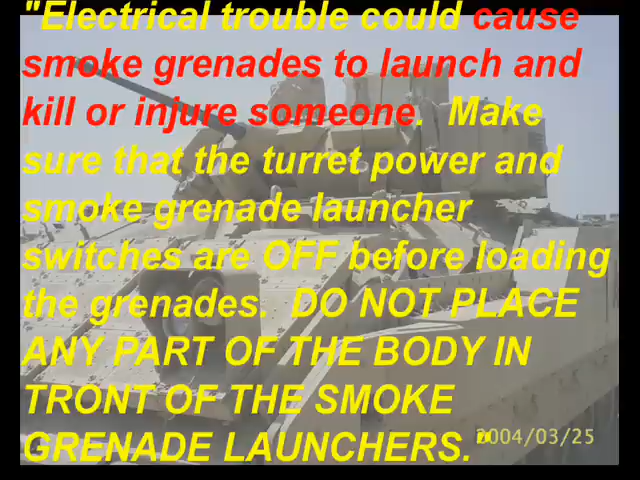 "Electrical trouble could cause
smoke grenades to launch and
kill or injure someone.  Make
sure that the turret power and
smoke grenade launcher
switches are OFF before loading
the grenades.  DO NOT PLACE
ANY PART OF THE BODY IN
TRONT OF THE SMOKE
GRENADE LAUNCHERS. "
2004/03/25